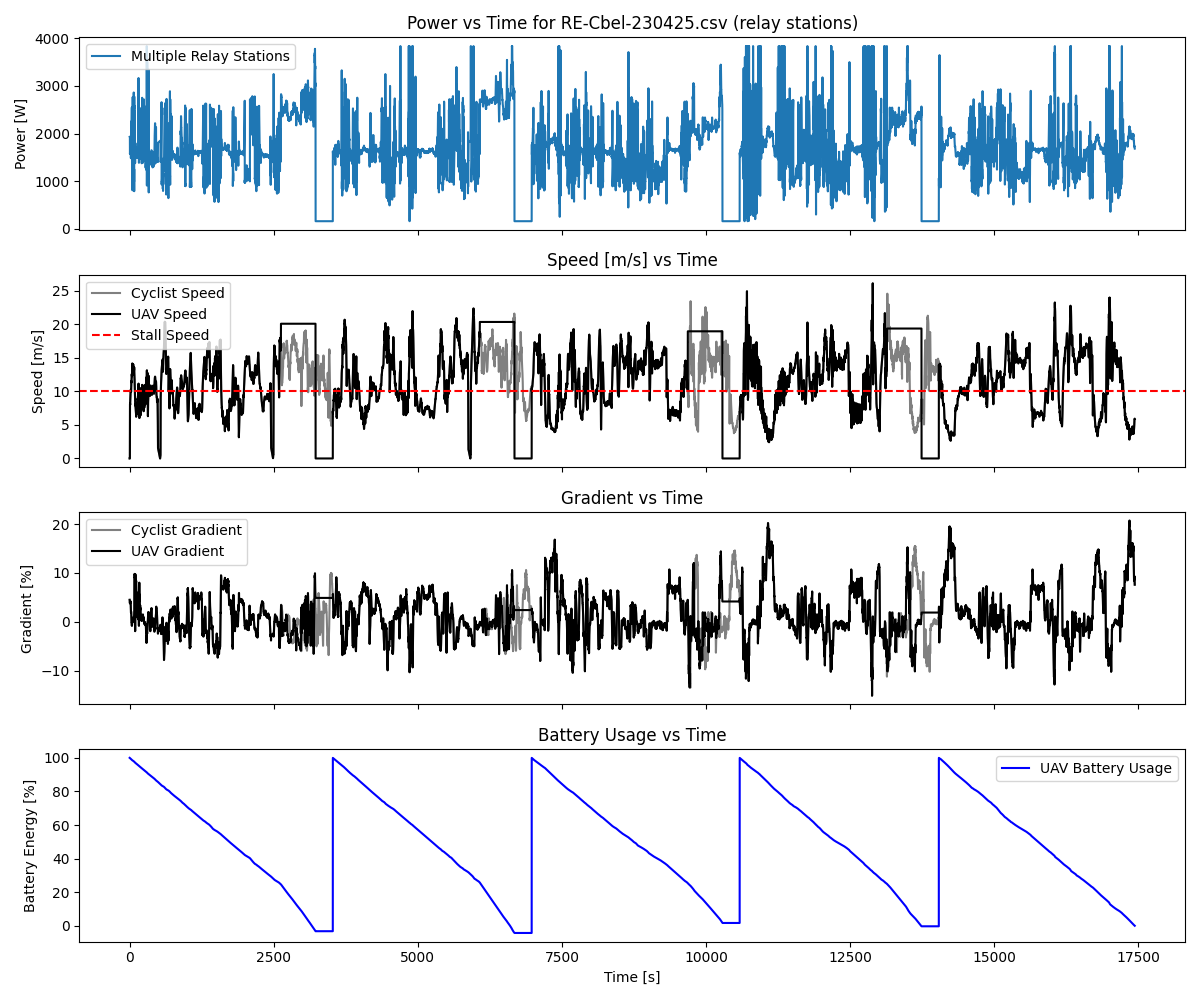 Power vs Time for RE-Cbel-230425.csv (relay stations)
Multiple Relay Stations
Power [W]
4000
3000
2000
1000
0
Speed [m/s] vs Time
Cyclist Speed
UAV Speed
Stall Speed
Speed [m/s]
25
20
15
10
5
0
Gradient vs Time
Cyclist Gradient
UAV Gradient
Gradient [%]
20
10
0
−10
Battery Usage vs Time
UAV Battery Usage
Battery Energy [%]
100
80
60
40
20
0
0 2500 5000 7500 10000 12500 15000 17500
Time [s]